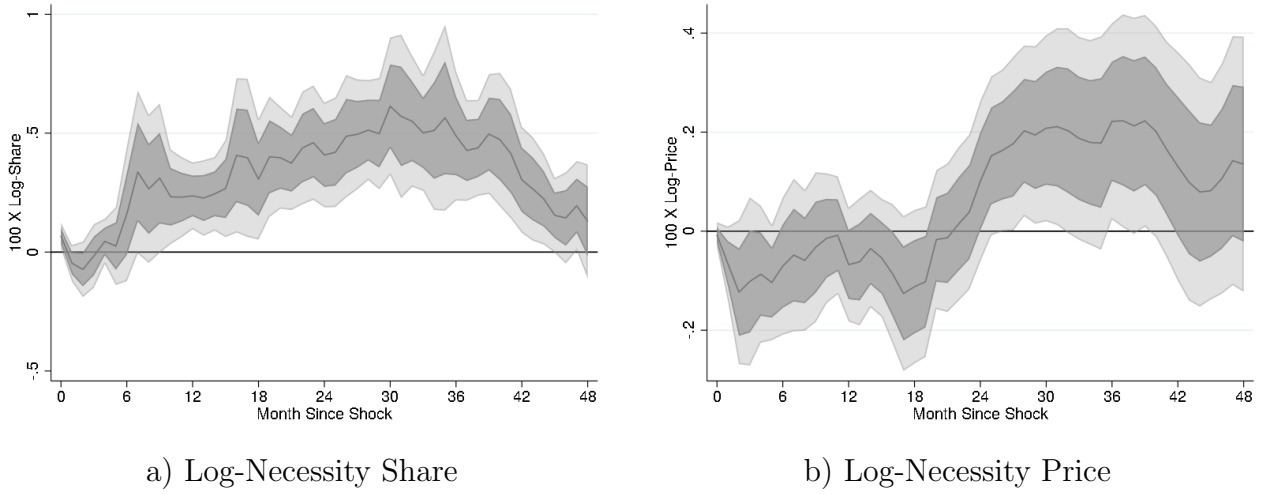 1
.5
0
-.5
100 X Log-Share
0 6 12 18 24 30 36 42 48
Month Since Shock
a) Log-Necessity Share
.4
.2
0
-.2
100 X Log-Price
0 6 12 18 24 30 36 42 48
Month Since Shock
b) Log-Necessity Price